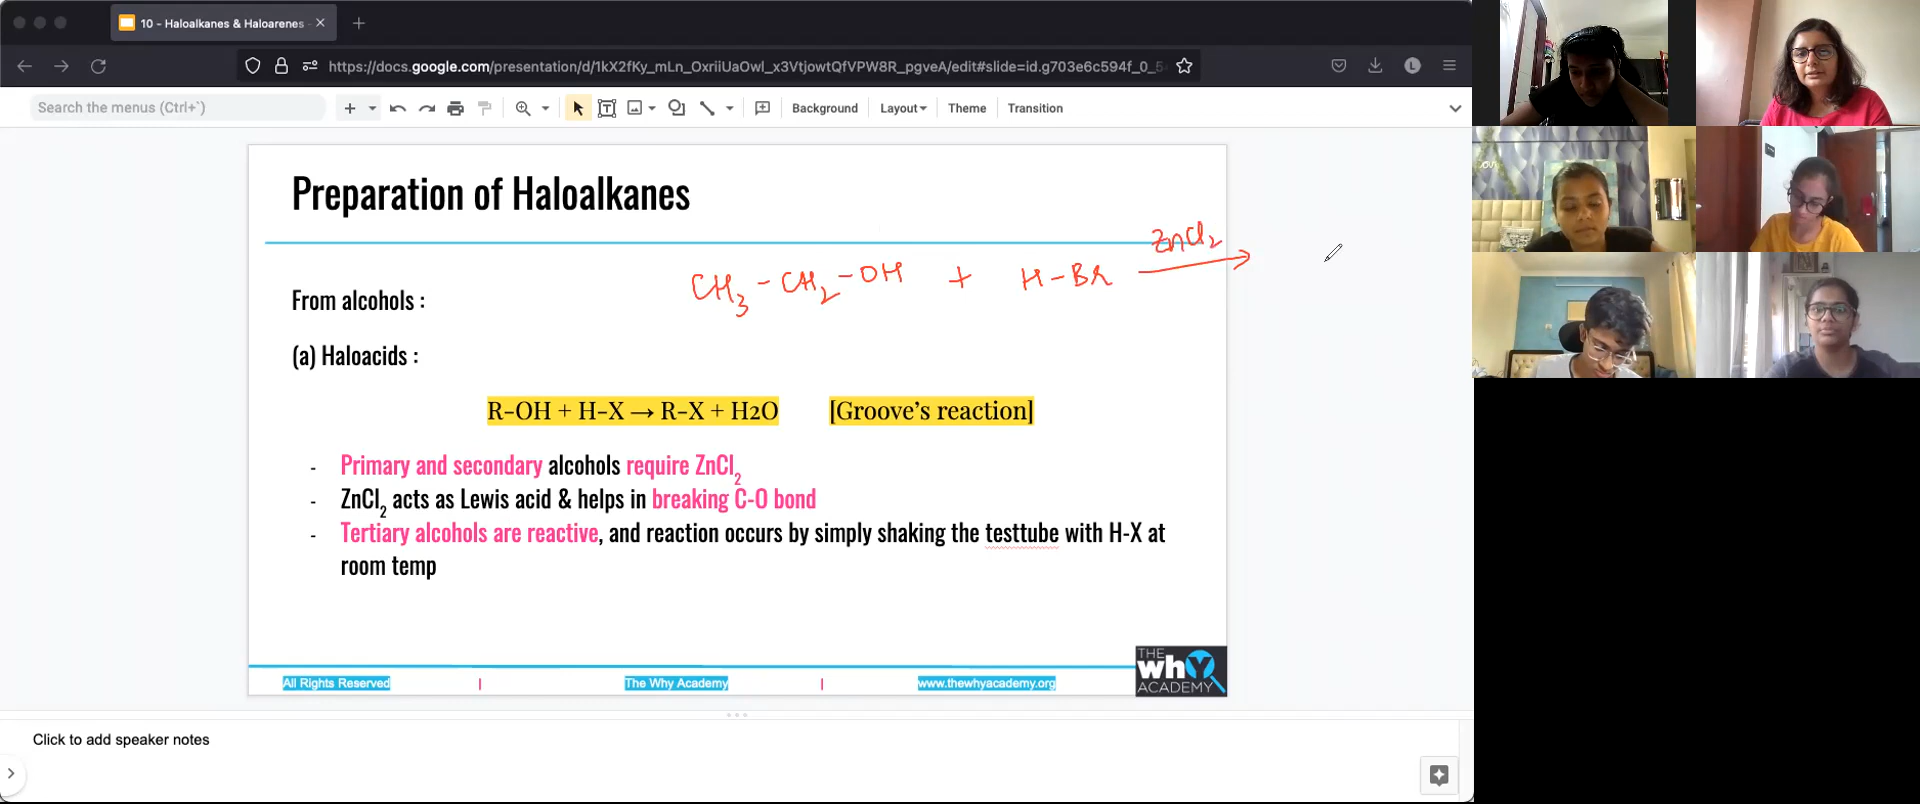 10 - Haloalkanes & Haloarenes -
https://docs.google.com/presentation/d/1kX2fKy_mLn_OxriiUaOwl_x3VtjowtQfVPW8R_pgveA/edit#slide=id.g703e6c594f_0_5
L
Search the menus (Ctrl+`)
Background Layout Theme Transition
Preparation of Haloalkanes
ZnCl2
CH3 - CH2 - OH + H - BR
From alcohols :
(a) Haloacids :
R-OH + H-X → R-X + H2O [Groove's reaction]
- Primary and secondary alcohols require ZnCl2
- ZnCl2 acts as Lewis acid & helps in breaking C-O bond
- Tertiary alcohols are reactive, and reaction occurs by simply shaking the testtube with H-X at
room temp
THE
whY
ACADEMY
All Rights Reserved | The Why Academy | www.thewhyacademy.org
Click to add speaker notes